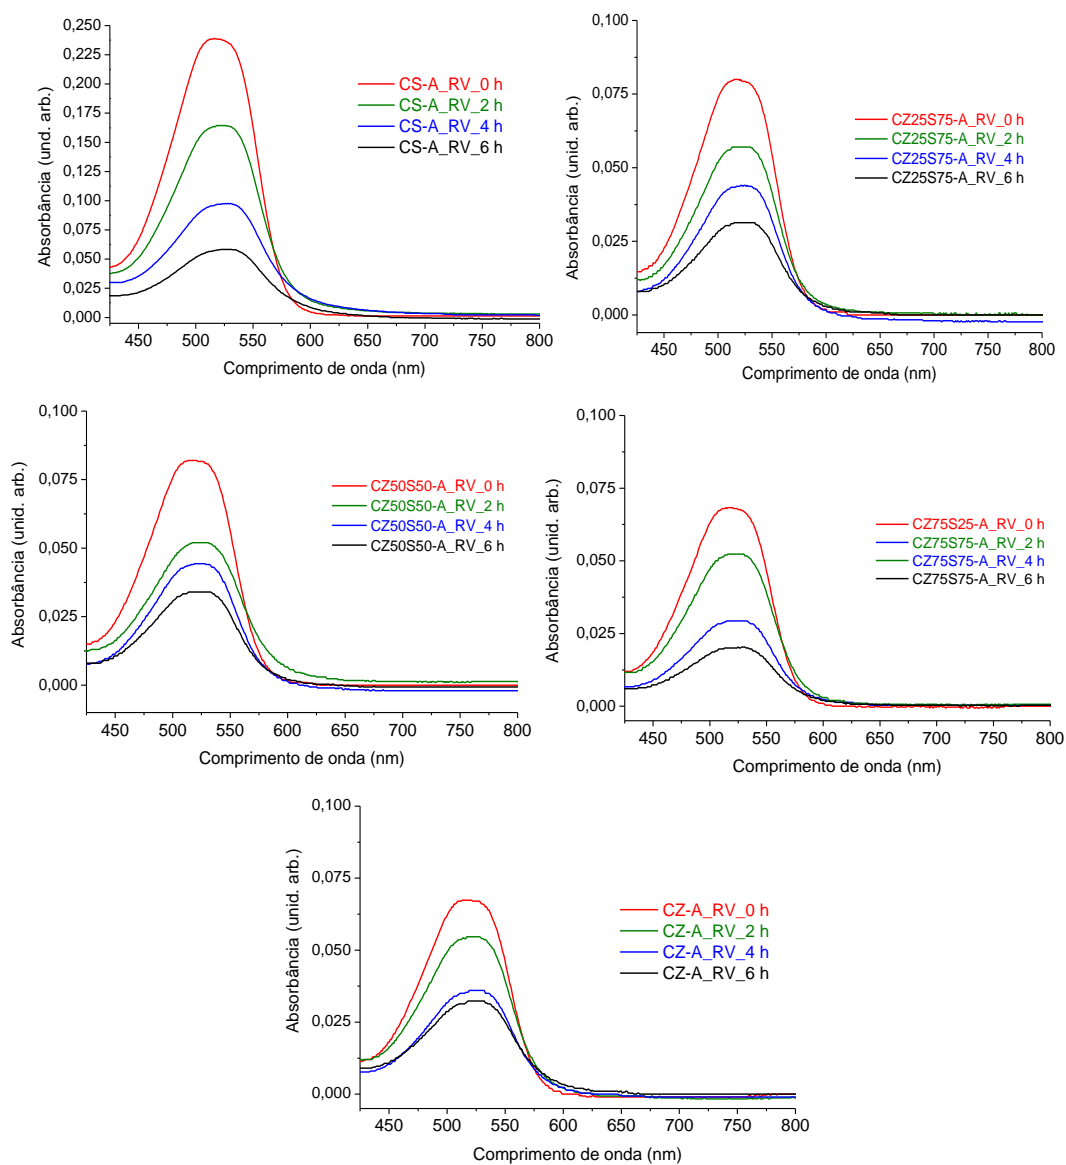 0,250
0,225
0,200
0,175
0,150
0,125
0,100
0,075
0,050
0,025
0,000
Absorbância (und. arb.)
CS-A_RV_0 h
CS-A_RV_2 h
CS-A_RV_4 h
CS-A_RV_6 h
450 500 550 600 650 700 750 800
Comprimento de onda (nm)
0,100
0,075
0,050
0,025
0,000
Absorbância (unid. arb.)
CZ25S75-A_RV_0 h
CZ25S75-A_RV_2 h
CZ25S75-A_RV_4 h
CZ25S75-A_RV_6 h
450 500 550 600 650 700 750 800
Comprimento de onda (nm)
0,100
0,075
0,050
0,025
0,000
Absorbância (unid. arb.)
CZ50S50-A_RV_0 h
CZ50S50-A_RV_2 h
CZ50S50-A_RV_4 h
CZ50S50-A_RV_6 h
450 500 550 600 650 700 750 800
Comprimento de onda (nm)
0,100
0,075
0,050
0,025
0,000
Absorbância (unid. arb.)
CZ75S25-A_RV_0 h
CZ75S75-A_RV_2 h
CZ75S75-A_RV_4 h
CZ75S75-A_RV_6 h
450 500 550 600 650 700 750 800
Comprimento de onda (nm)
0,100
0,075
0,050
0,025
0,000
Absorbância (unid. arb.)
CZ-A_RV_0 h
CZ-A_RV_2 h
CZ-A_RV_4 h
CZ-A_RV_6 h
450 500 550 600 650 700 750 800
Comprimento de onda (nm)